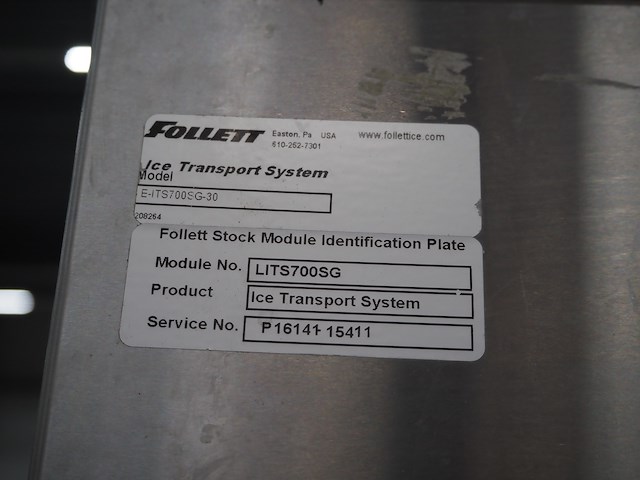 FOLLETT Easton, Pa USA www.follettice.com
610-252-7301
Ice Transport System
Model
E-ITS700SG-30
208264
Follett Stock Module Identification Plate
Module No. LITS700SG
Product Ice Transport System
Service No. P16141-15411